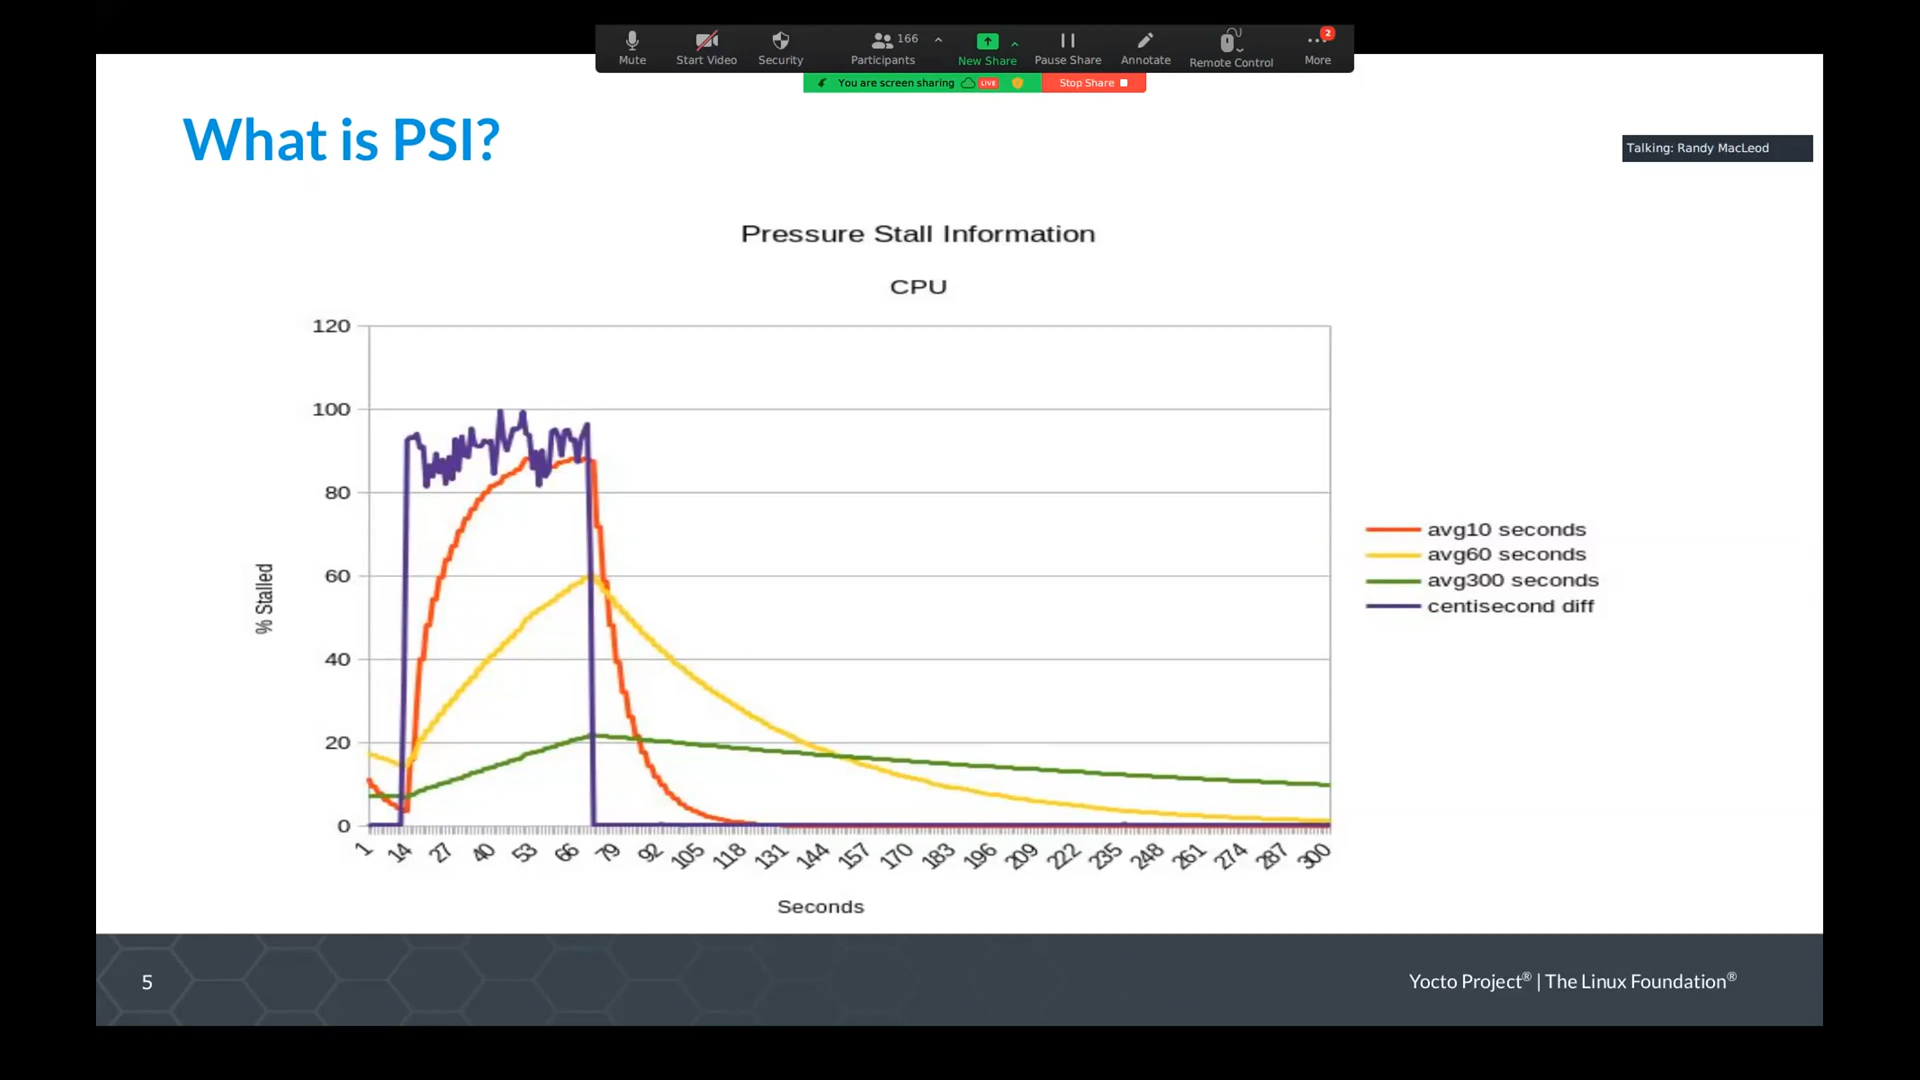 166
2
Mute
Start Video
Security
Participants
New Share
Pause Share
Annotate
Remote Control
More
You are screen sharing
LIVE
Stop Share
What is PSI?
Talking: Randy MacLeod
Pressure Stall Information
CPU
120
100
80
60
40
20
0
% Stalled
avg10 seconds
avg60 seconds
avg300 seconds
centisecond diff
1 14 27 40 53 66 79 92 105 118 131 144 157 170 183 196 209 222 235 248 261 274 287 300
Seconds
5
Yocto Project® | The Linux Foundation®